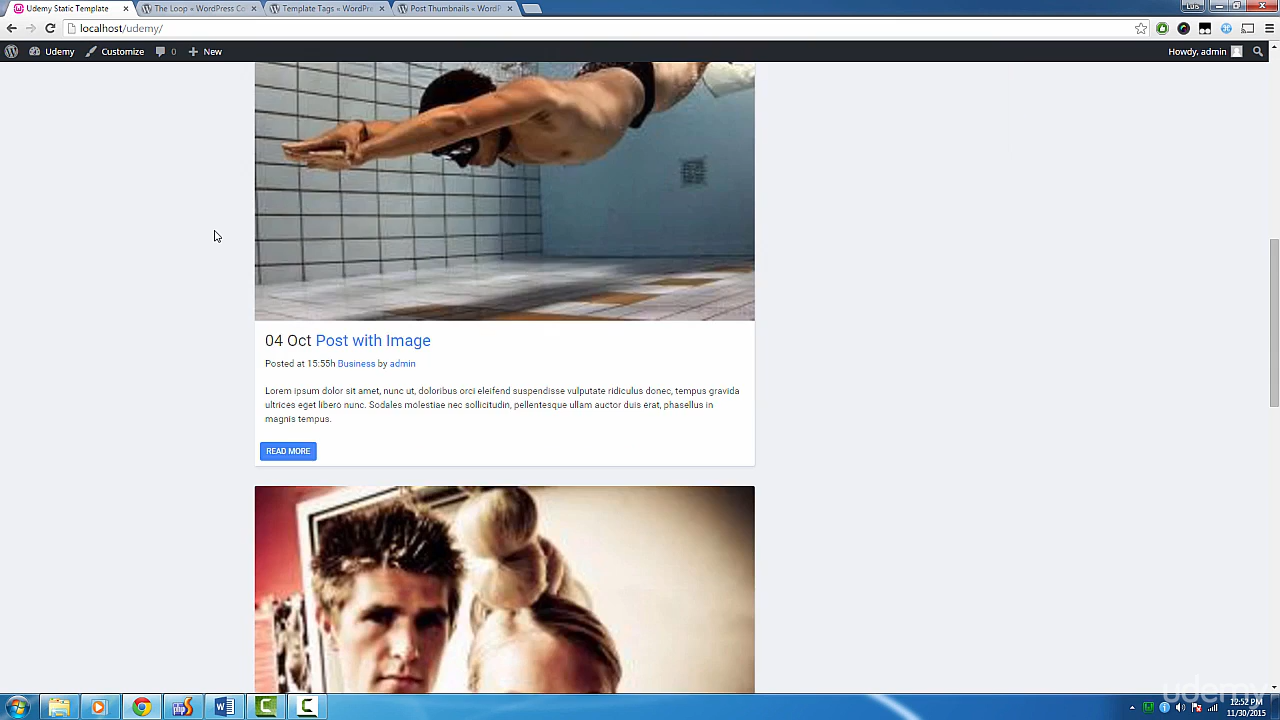 Udemy Static Template
The Loop « WordPress Co
Template Tags « WordPre
Post Thumbnails « WordP
Luis
localhost/udemy/
Udemy
Customize
0
New
Howdy, admin
04 Oct Post with Image
Posted at 15:55h Business by admin
Lorem ipsum dolor sit amet, nunc ut, doloribus orci eleifend suspendisse vulputate ridiculus donec, tempus gravida
ultrices eget libero nunc. Sodales molestiae nec sollicitudin, pellentesque ullam auctor duis erat, phasellus in
magnis tempus.
READ MORE
udemy
12:52 PM
11/30/2015